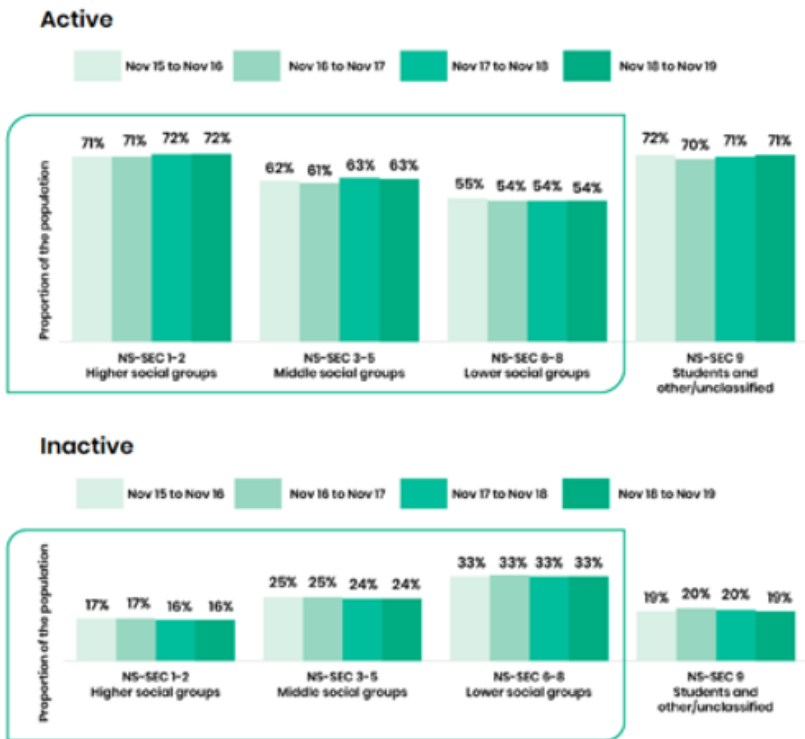 Active
Nov 15 to Nov 16 Nov 16 to Nov 17 Nov 17 to Nov 18 Nov 18 to Nov 19
Proportion of the population
71% 71% 72% 72%
62% 61% 63% 63%
55% 54% 54% 54%
72% 70% 71% 71%
NS-SEC 1-2
Higher social groups
NS-SEC 3-5
Middle social groups
NS-SEC 6-8
Lower social groups
NS-SEC 9
Students and
other/unclassified
Inactive
Nov 15 to Nov 16 Nov 16 to Nov 17 Nov 17 to Nov 18 Nov 18 to Nov 19
Proportion of the population
17% 17% 16% 16%
25% 25% 24% 24%
33% 33% 33% 33%
19% 20% 20% 19%
NS-SEC 1-2
Higher social groups
NS-SEC 3-5
Middle social groups
NS-SEC 6-8
Lower social groups
NS-SEC 9
Students and
other/unclassified